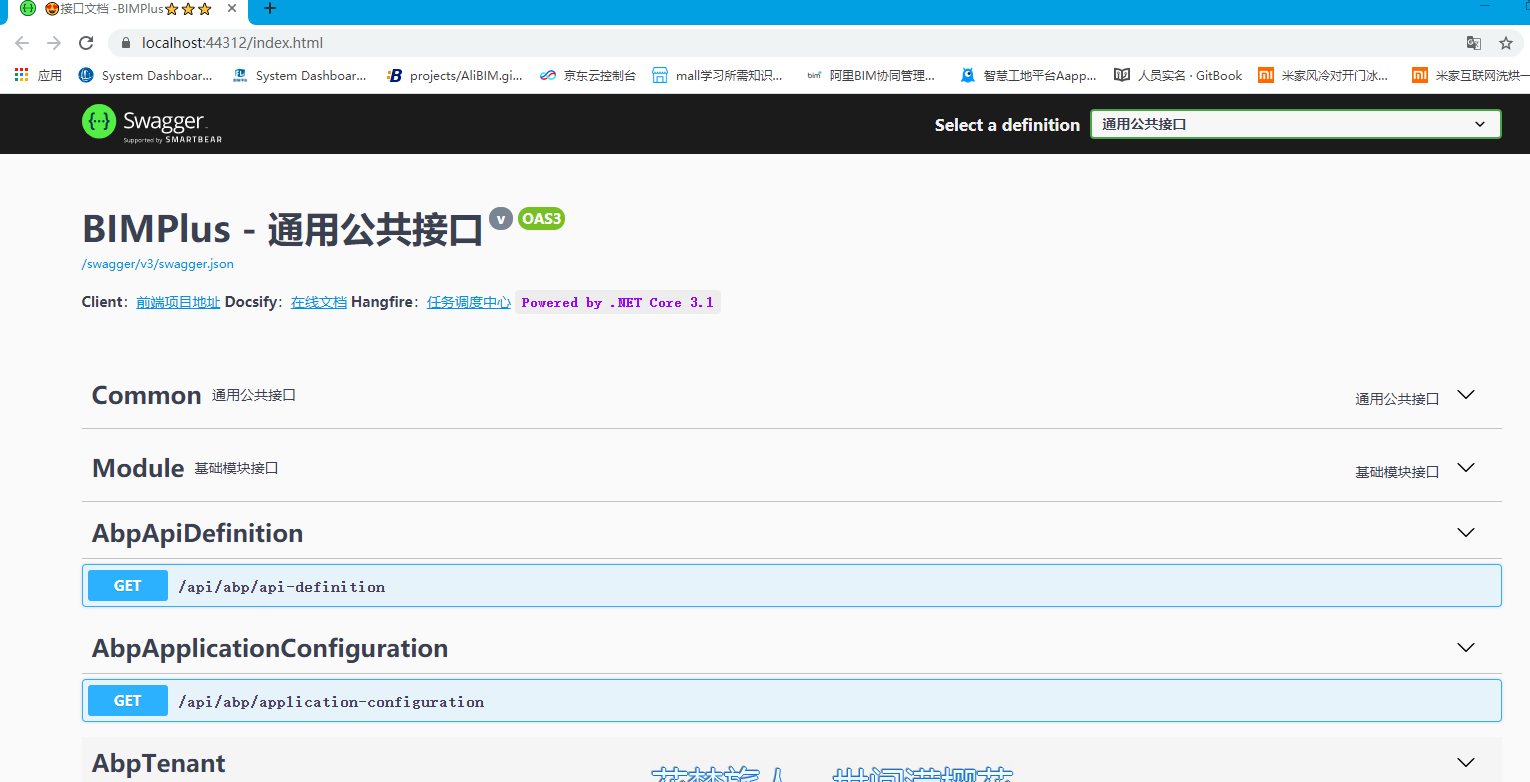 接口文档 -BIMPlus
localhost:44312/index.html
应用 System Dashboar... System Dashboar... projects/AliBIM.gi... 京东云控制台 mall学习所需知识... bim⁺ 阿里BIM协同管理... 智慧工地平台Aapp... 人员实名 · GitBook 米家风冷对开门冰... 米家互联网洗烘一
Swagger
Supported by SMARTBEAR
Select a definition 通用公共接口
BIMPlus - 通用公共接口 v OAS3
/swagger/v3/swagger.json
Client：前端项目地址 Docsify：在线文档 Hangfire：任务调度中心 Powered by .NET Core 3.1
Common 通用公共接口 通用公共接口
Module 基础模块接口 基础模块接口
AbpApiDefinition
GET /api/abp/api-definition
AbpApplicationConfiguration
GET /api/abp/application-configuration
AbpTenant